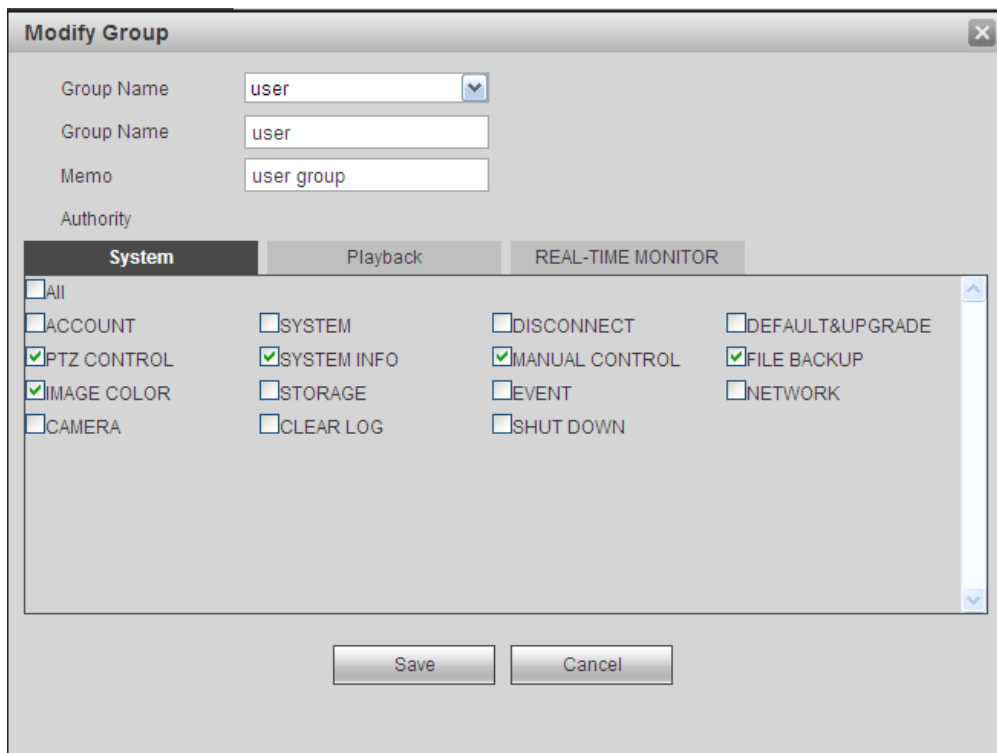 Modify Group
Group Name user
Group Name user
Memo user group
Authority
System Playback REAL-TIME MONITOR
All
ACCOUNT SYSTEM DISCONNECT DEFAULT&UPGRADE
PTZ CONTROL SYSTEM INFO MANUAL CONTROL FILE BACKUP
IMAGE COLOR STORAGE EVENT NETWORK
CAMERA CLEAR LOG SHUT DOWN
Save Cancel